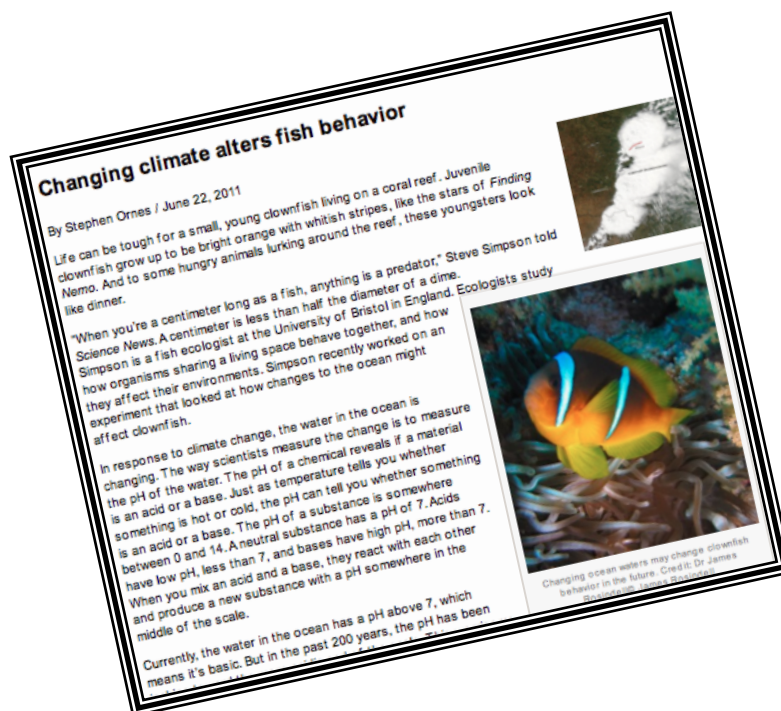 Changing climate alters fish behavior
By Stephen Ornes / June 22, 2011
Life can be tough for a small, young clownfish living on a coral reef. Juvenile
clownfish grow up to be bright orange with whitish stripes, like the stars of Finding
Nemo. And to some hungry animals lurking around the reef, these youngsters look
like dinner.
"When you're a centimeter long as a fish, anything is a predator," Steve Simpson told
Science News. A centimeter is less than half the diameter of a dime.
Simpson is a fish ecologist at the University of Bristol in England. Ecologists study
how organisms sharing a living space behave together, and how
they affect their environments. Simpson recently worked on an
experiment that looked at how changes to the ocean might
affect clownfish.
In response to climate change, the water in the ocean is
changing. The way scientists measure the change is to measure
the pH of the water. The pH of a chemical reveals if a material
is an acid or a base. Just as temperature tells you whether
something is hot or cold, the pH can tell you whether something
is an acid or a base. The pH of a substance is somewhere
between 0 and 14. A neutral substance has a pH of 7. Acids
have low pH, less than 7, and bases have high pH, more than 7.
When you mix an acid and a base, they react with each other
and produce a new substance with a pH somewhere in the
middle of the scale.
Currently, the water in the ocean has a pH above 7, which
means it's basic. But in the past 200 years, the pH has been
Changing ocean waters may change clownfish
behavior in the future. Credit: Dr James
Rosindell© James Rosindell